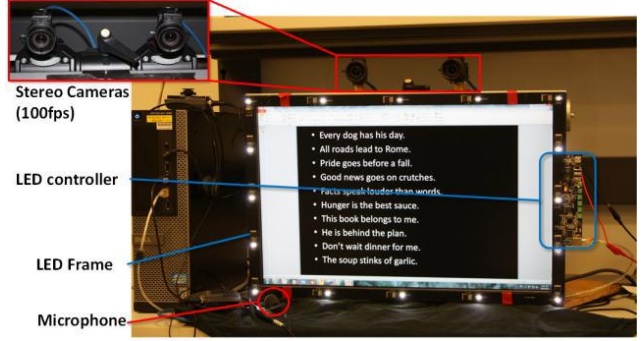 Stereo Cameras
(100fps)
LED controller
LED Frame
Microphone
• Every dog has his day.
• All roads lead to Rome.
• Pride goes before a fall.
• Good news goes on crutches.
• Facts speak louder than words.
• Hunger is the best sauce.
• This book belongs to me.
• He is behind the plan.
• Don't wait dinner for me.
• The soup stinks of garlic.